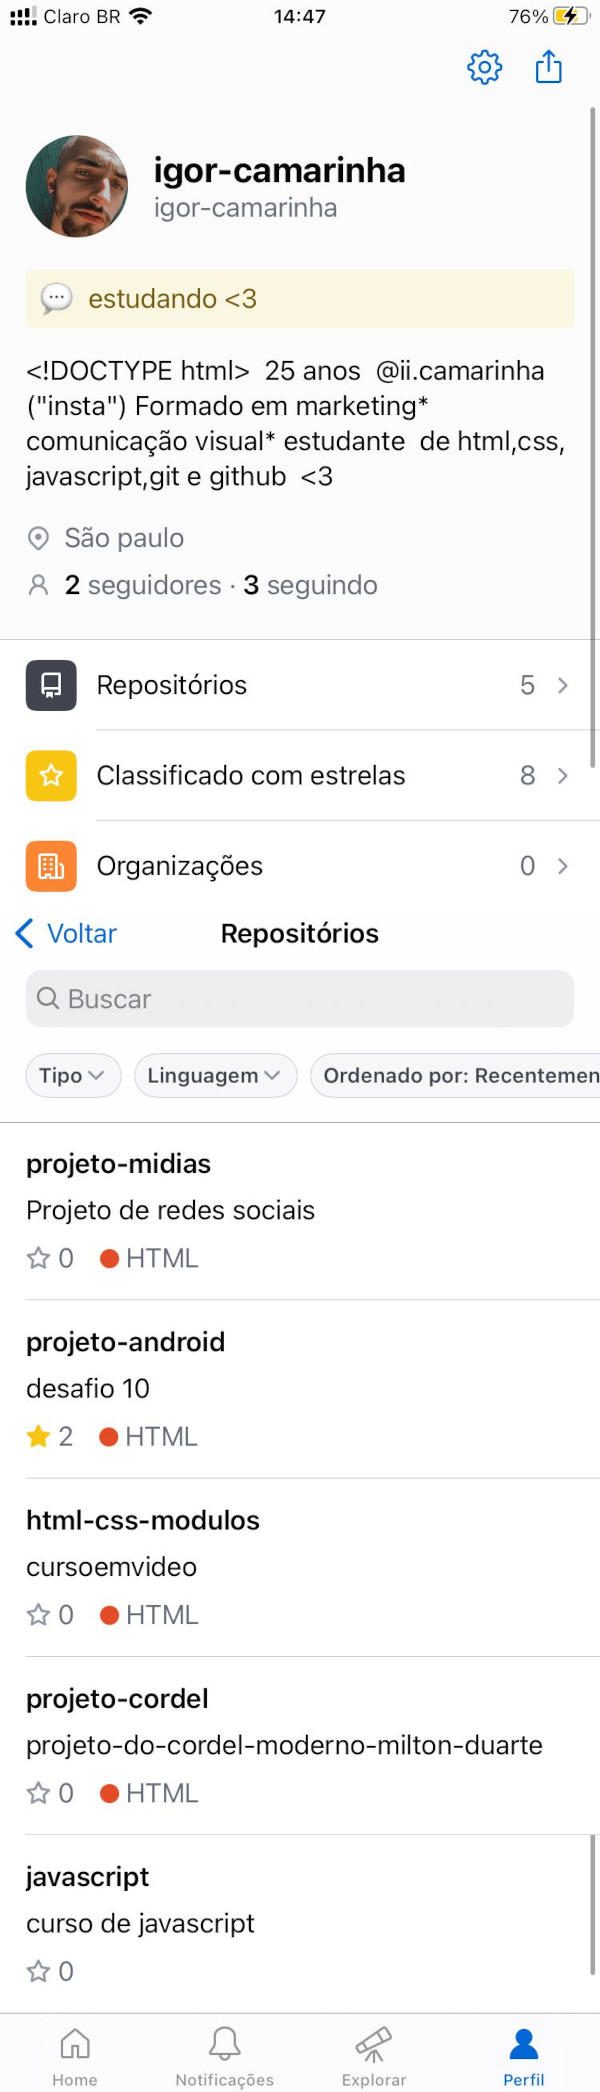 Claro BR 14:47 76%
igor-camarinha
igor-camarinha
estudando <3
<!DOCTYPE html> 25 anos @ii.camarinha
("insta") Formado em marketing*
comunicação visual* estudante de html,css,
javascript,git e github <3
São paulo
2 seguidores · 3 seguindo
Repositórios 5
Classificado com estrelas 8
Organizações 0
Voltar Repositórios
Buscar
Tipo Linguagem Ordenado por: Recentemen
projeto-midias
Projeto de redes sociais
0 HTML
projeto-android
desafio 10
2 HTML
html-css-modulos
cursoemvideo
0 HTML
projeto-cordel
projeto-do-cordel-moderno-milton-duarte
0 HTML
javascript
curso de javascript
0
Home Notificações Explorar Perfil